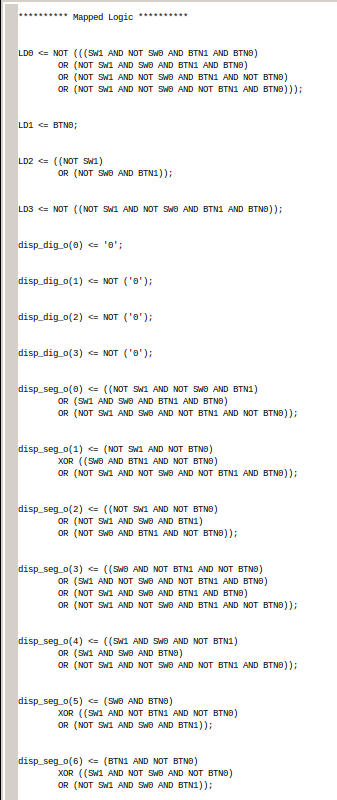 ********** Mapped Logic **********
LD0 <= NOT (((SW1 AND NOT SW0 AND BTN1 AND BTN0)
OR (NOT SW1 AND SW0 AND BTN1 AND BTN0)
OR (NOT SW1 AND NOT SW0 AND BTN1 AND NOT BTN0)
OR (NOT SW1 AND NOT SW0 AND NOT BTN1 AND BTN0)));
LD1 <= BTN0;
LD2 <= ((NOT SW1)
OR (NOT SW0 AND BTN1));
LD3 <= NOT ((NOT SW1 AND NOT SW0 AND BTN1 AND BTN0));
disp_dig_o(0) <= '0';
disp_dig_o(1) <= NOT ('0');
disp_dig_o(2) <= NOT ('0');
disp_dig_o(3) <= NOT ('0');
disp_seg_o(0) <= ((NOT SW1 AND NOT SW0 AND BTN1)
OR (SW1 AND SW0 AND BTN1 AND BTN0)
OR (NOT SW1 AND SW0 AND NOT BTN1 AND NOT BTN0));
disp_seg_o(1) <= (NOT SW1 AND NOT BTN0)
XOR ((SW0 AND BTN1 AND NOT BTN0)
OR (NOT SW1 AND NOT SW0 AND NOT BTN1 AND BTN0));
disp_seg_o(2) <= ((NOT SW1 AND NOT BTN0)
OR (NOT SW1 AND SW0 AND BTN1)
OR (NOT SW0 AND BTN1 AND NOT BTN0));
disp_seg_o(3) <= ((SW0 AND NOT BTN1 AND NOT BTN0)
OR (SW1 AND NOT SW0 AND NOT BTN1 AND BTN0)
OR (NOT SW1 AND SW0 AND BTN1 AND BTN0)
OR (NOT SW1 AND NOT SW0 AND BTN1 AND NOT BTN0));
disp_seg_o(4) <= ((SW1 AND SW0 AND NOT BTN1)
OR (SW1 AND SW0 AND BTN0)
OR (NOT SW1 AND NOT SW0 AND NOT BTN1 AND BTN0));
disp_seg_o(5) <= (SW0 AND BTN0)
XOR ((SW1 AND NOT BTN1 AND NOT BTN0)
OR (NOT SW1 AND SW0 AND BTN1));
disp_seg_o(6) <= (BTN1 AND NOT BTN0)
XOR ((SW1 AND NOT SW0 AND NOT BTN0)
OR (NOT SW1 AND SW0 AND BTN1));